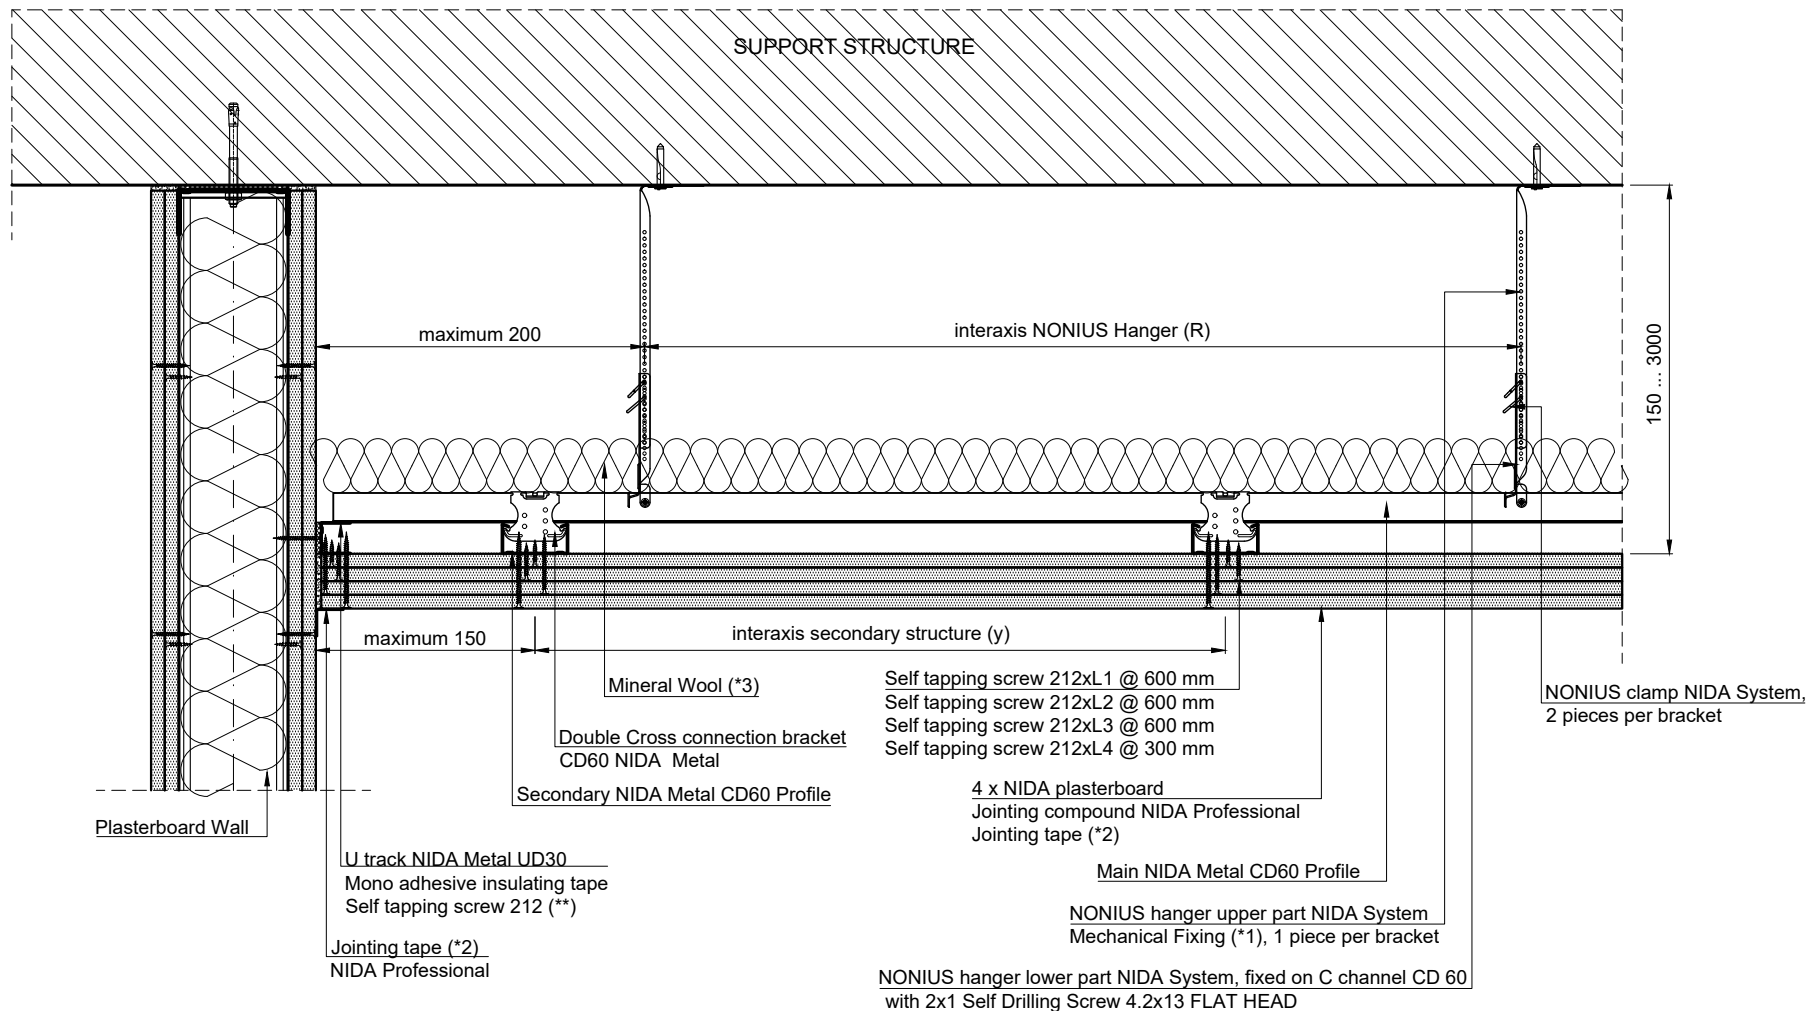 SUPPORT STRUCTURE
maximum 200
interaxis NONIUS Hanger (R)
150 ... 3000
maximum 150
interaxis secondary structure (y)
Mineral Wool (*3)
Self tapping screw 212xL1 @ 600 mm
Self tapping screw 212xL2 @ 600 mm
Self tapping screw 212xL3 @ 600 mm
Self tapping screw 212xL4 @ 300 mm
NONIUS clamp NIDA System,
2 pieces per bracket
Double Cross connection bracket
CD60 NIDA Metal
Secondary NIDA Metal CD60 Profile
4 x NIDA plasterboard
Jointing compound NIDA Professional
Jointing tape (*2)
Plasterboard Wall
U track NIDA Metal UD30
Mono adhesive insulating tape
Self tapping screw 212 (**)
Main NIDA Metal CD60 Profile
NONIUS hanger upper part NIDA System
Mechanical Fixing (*1), 1 piece per bracket
Jointing tape (*2)
NIDA Professional
NONIUS hanger lower part NIDA System, fixed on C channel CD 60
with 2x1 Self Drilling Screw 4.2x13 FLAT HEAD